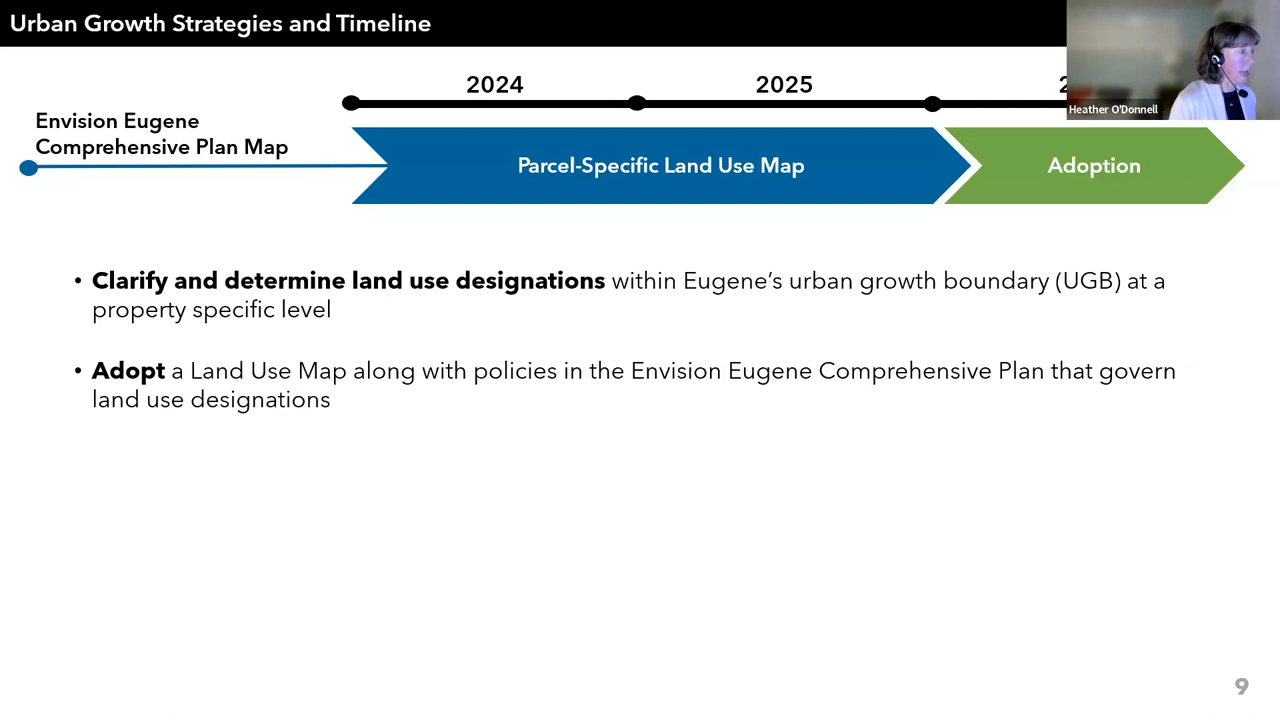 Urban Growth Strategies and Timeline
2024
2025
2
Heather O'Donnell
Envision Eugene
Comprehensive Plan Map
Parcel-Specific Land Use Map
Adoption
• Clarify and determine land use designations within Eugene’s urban growth boundary (UGB) at a
property specific level
• Adopt a Land Use Map along with policies in the Envision Eugene Comprehensive Plan that govern
land use designations
9